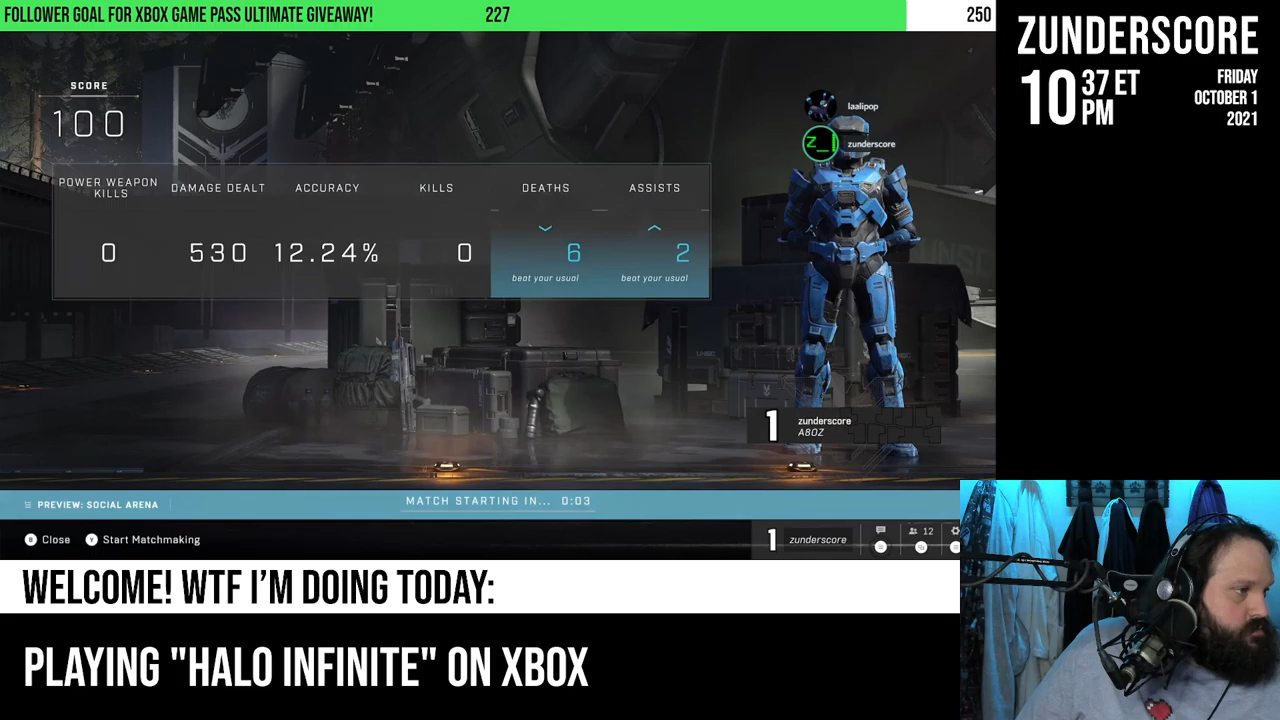 FOLLOWER GOAL FOR XBOX GAME PASS ULTIMATE GIVEAWAY! 227 250
ZUNDERSCORE
10 37 ET PM
FRIDAY
OCTOBER 1
2021
SCORE
100
laalipop
zunderscore
POWER WEAPON KILLS DAMAGE DEALT ACCURACY KILLS DEATHS ASSISTS
0 530 12.24% 0 6 2
beat your usual beat your usual
1 zunderscore
A80Z
PREVIEW: SOCIAL ARENA MATCH STARTING IN... 0:03
B Close Y Start Matchmaking 1 zunderscore 12
WELCOME! WTF I'M DOING TODAY:
PLAYING "HALO INFINITE" ON XBOX